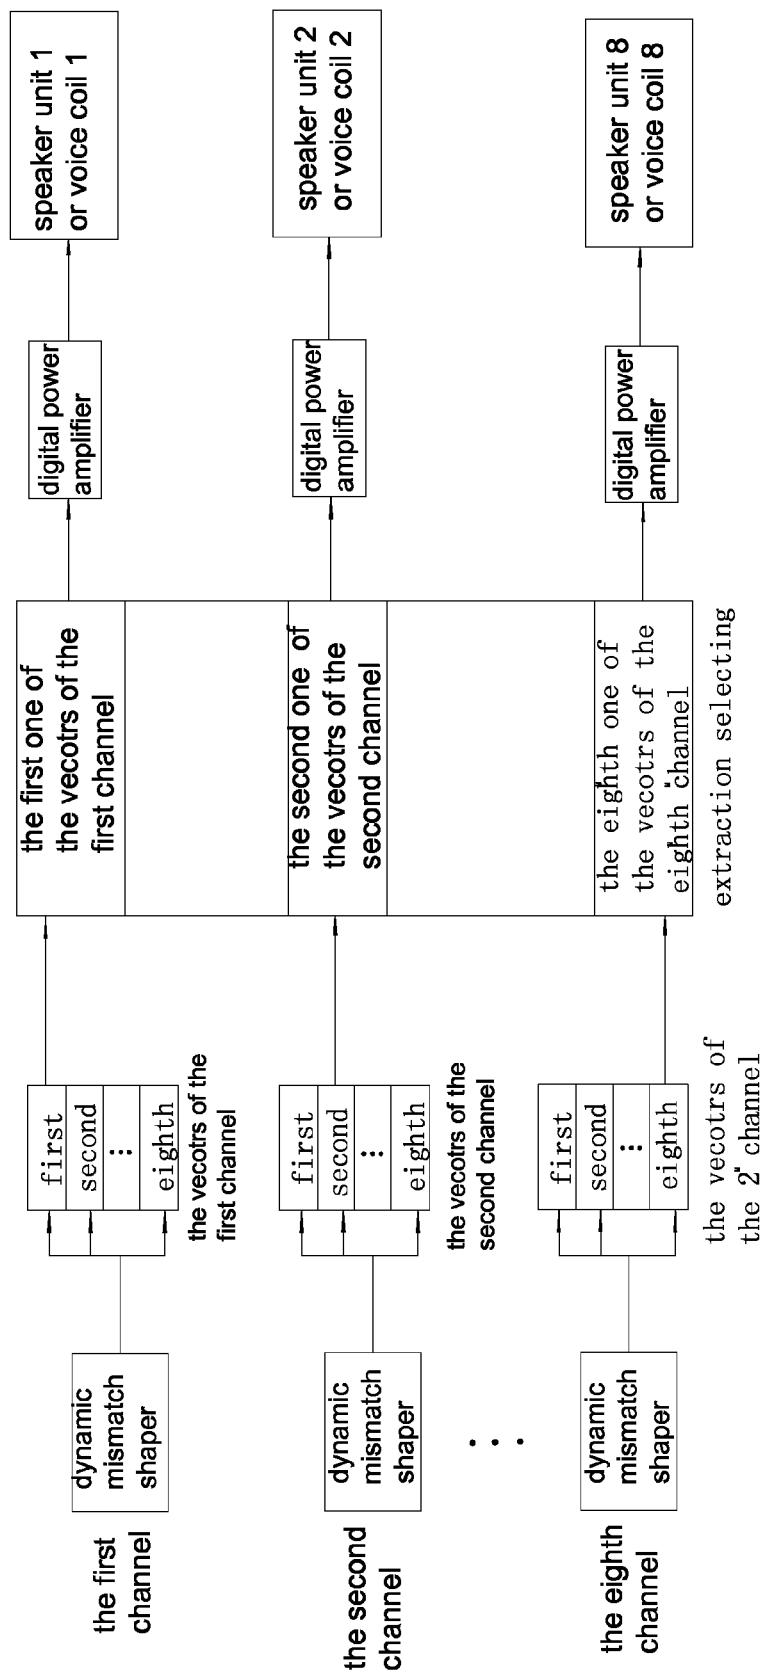 the first
channel
dynamic
mismatch
shaper
first
second
⋮
eighth
the vecotrs of the
first channel
the first one of
the vecotrs of the
first channel
digital power
amplifier
speaker unit 1
or voice coil 1
the second
channel
dynamic
mismatch
shaper
first
second
⋮
eighth
the vecotrs of the
second channel
the second one of
the vecotrs of the
second channel
digital power
amplifier
speaker unit 2
or voice coil 2
...
the eighth
channel
dynamic
mismatch
shaper
first
second
⋮
eighth
the vecotrs of
the 2" channel
the eighth one of
the vecotrs of the
eighth channel
extraction selecting
digital power
amplifier
speaker unit 8
or voice coil 8